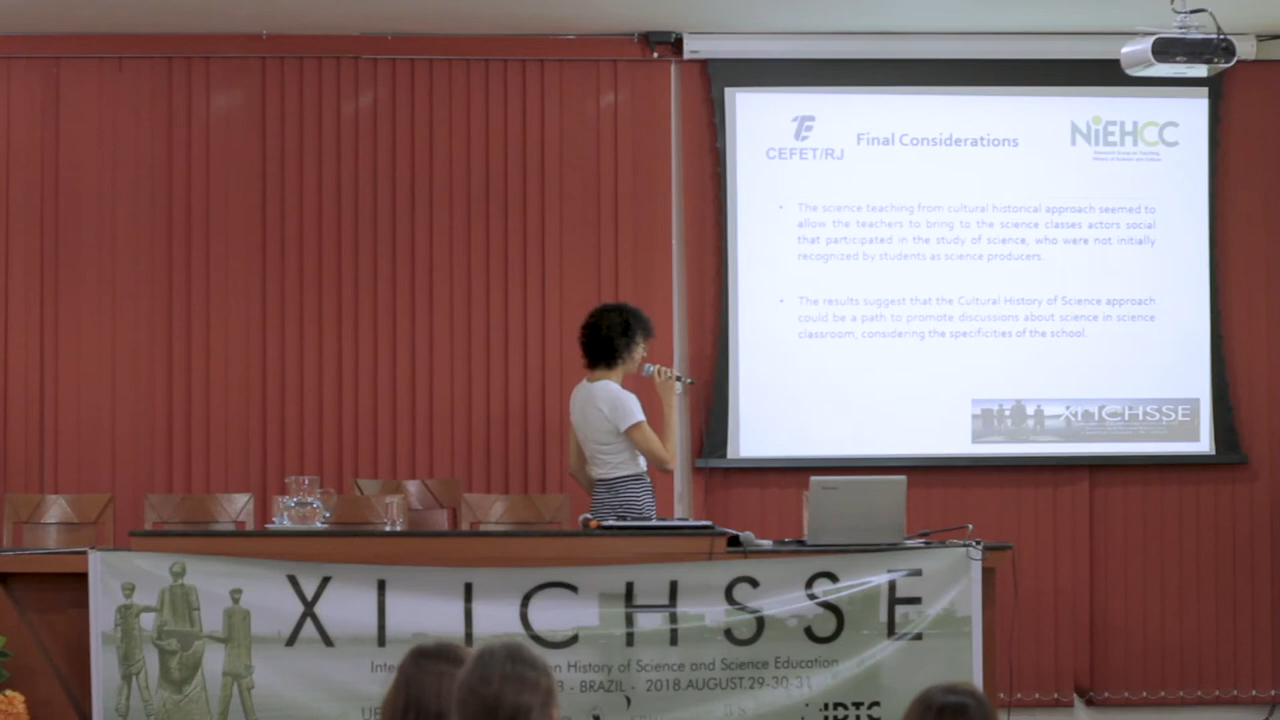 CEFET/RJ
Final Considerations
NiEHCC
• The science teaching from cultural historical approach seemed to
allow the teachers to bring to the science classes actors social
that participated in the study of science, who were not initially
recognized by students as science producers.
• The results suggest that the Cultural History of Science approach
could be a path to promote discussions about science in science
classroom, considering the specificities of the school.
XI ICHSSE
XI ICHSSE
on History of Science and Science Education
- BRAZIL - 2018.AUGUST.29-30-31